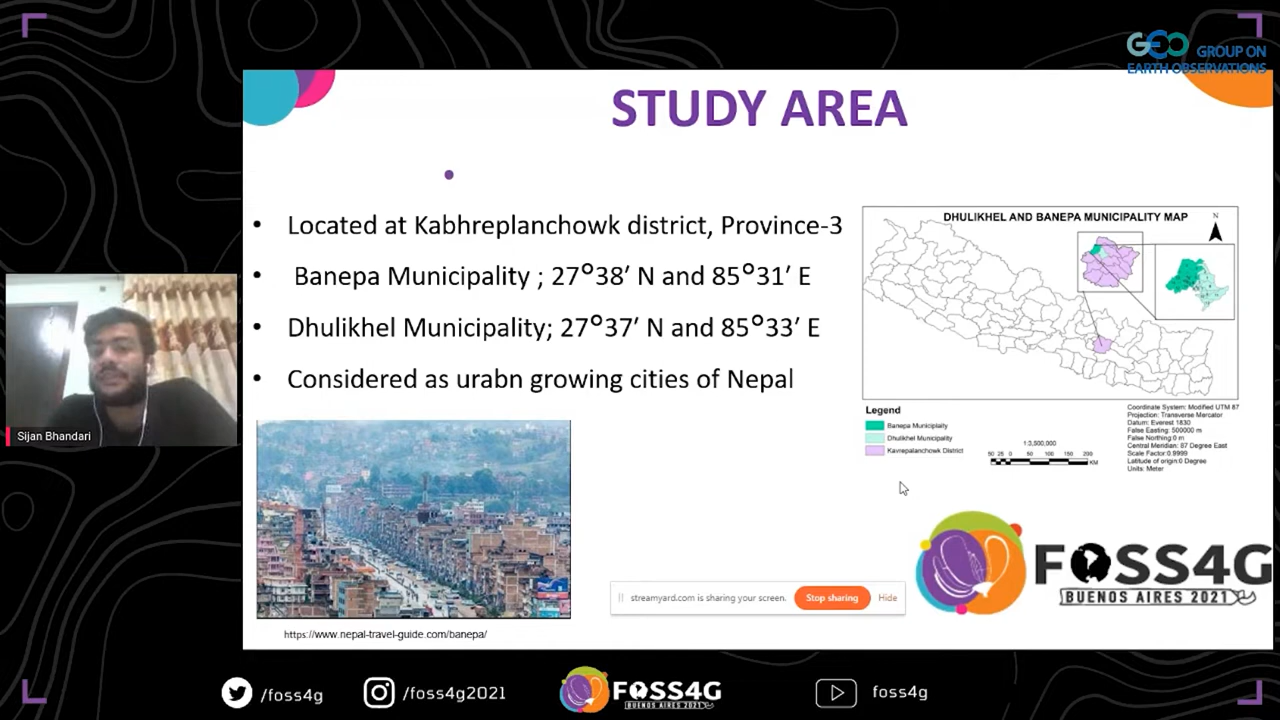 GEO GROUP ON
EARTH OBSERVATIONS
STUDY AREA
• Located at Kabhreplanchowk district, Province-3
• Banepa Municipality ; 27°38′ N and 85°31′ E
• Dhulikhel Municipality; 27°37′ N and 85°33′ E
• Considered as urabn growing cities of Nepal
DHULIKHEL AND BANEPA MUNICIPALITY MAP
N
Legend
Banepa Municiplaity
Dhulikhel Municipality
Kavrepalanchowk District
1:3,500,000
50 25 0 50 100 150 200
KM
Coordinate System: Modified UTM 87
Projection: Transverse Mercator
Datum: Everest 1830
False Easting: 500000 m
False Northing:0 m
Central Meridian: 87 Degree East
Scale Factor:0.9999
Latitude of origin:0 Degree
Units: Meter
Sijan Bhandari
https://www.nepal-travel-guide.com/banepa/
streamyard.com is sharing your screen.
Stop sharing
Hide
FOSS4G
BUENOS AIRES 2021
/foss4g
/foss4g2021
FOSS4G
BUENOS AIRES 2021
foss4g